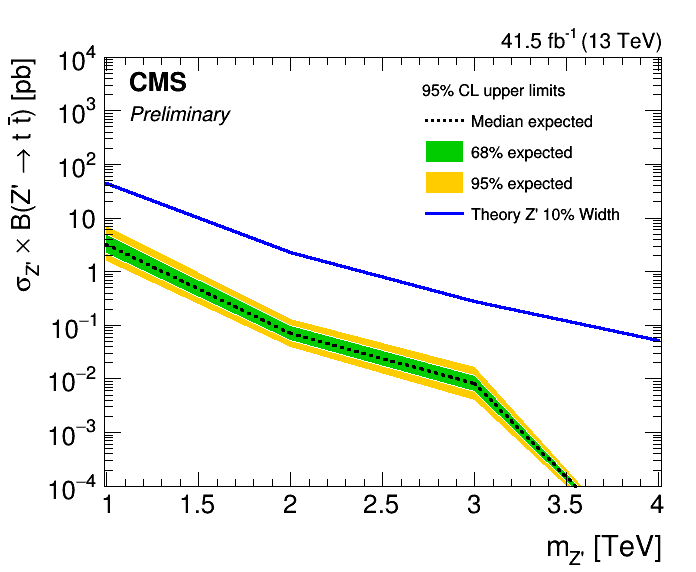 41.5 fb⁻¹ (13 TeV)
CMS
Preliminary
95% CL upper limits
Median expected
68% expected
95% expected
Theory Z' 10% Width
σ_Z' × B(Z' → t t̄) [pb]
10⁴
10³
10²
10
1
10⁻¹
10⁻²
10⁻³
10⁻⁴
1 1.5 2 2.5 3 3.5 4
m_Z' [TeV]